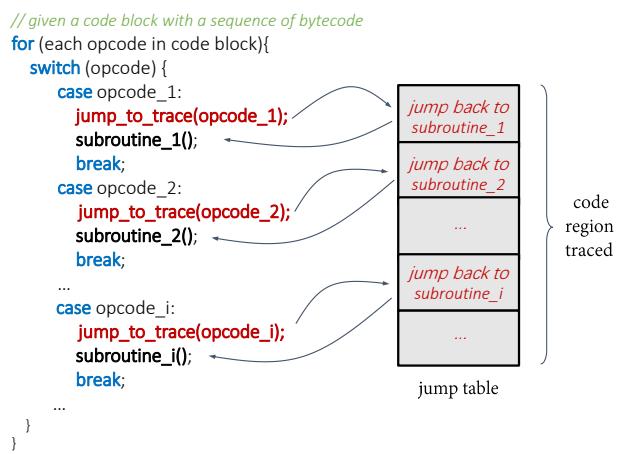 // given a code block with a sequence of bytecode
for (each opcode in code block){
switch (opcode) {
case opcode_1:
jump_to_trace(opcode_1);
subroutine_1();
break;
case opcode_2:
jump_to_trace(opcode_2);
subroutine_2();
break;
...
case opcode_i:
jump_to_trace(opcode_i);
subroutine_i();
break;
...
}
}
jump back to
subroutine_1
jump back to
subroutine_2
...
jump back to
subroutine_i
...
jump table
code
region
traced